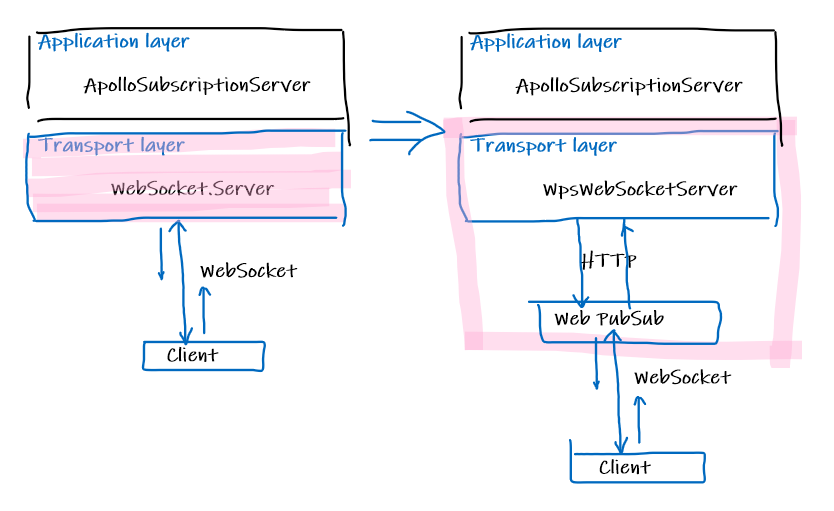 Application layer
ApolloSubscriptionServer
Transport layer
WebSocket.Server
WebSocket
Client
Application layer
ApolloSubscriptionServer
Transport layer
WpsWebSocketServer
HTTP
Web PubSub
WebSocket
Client